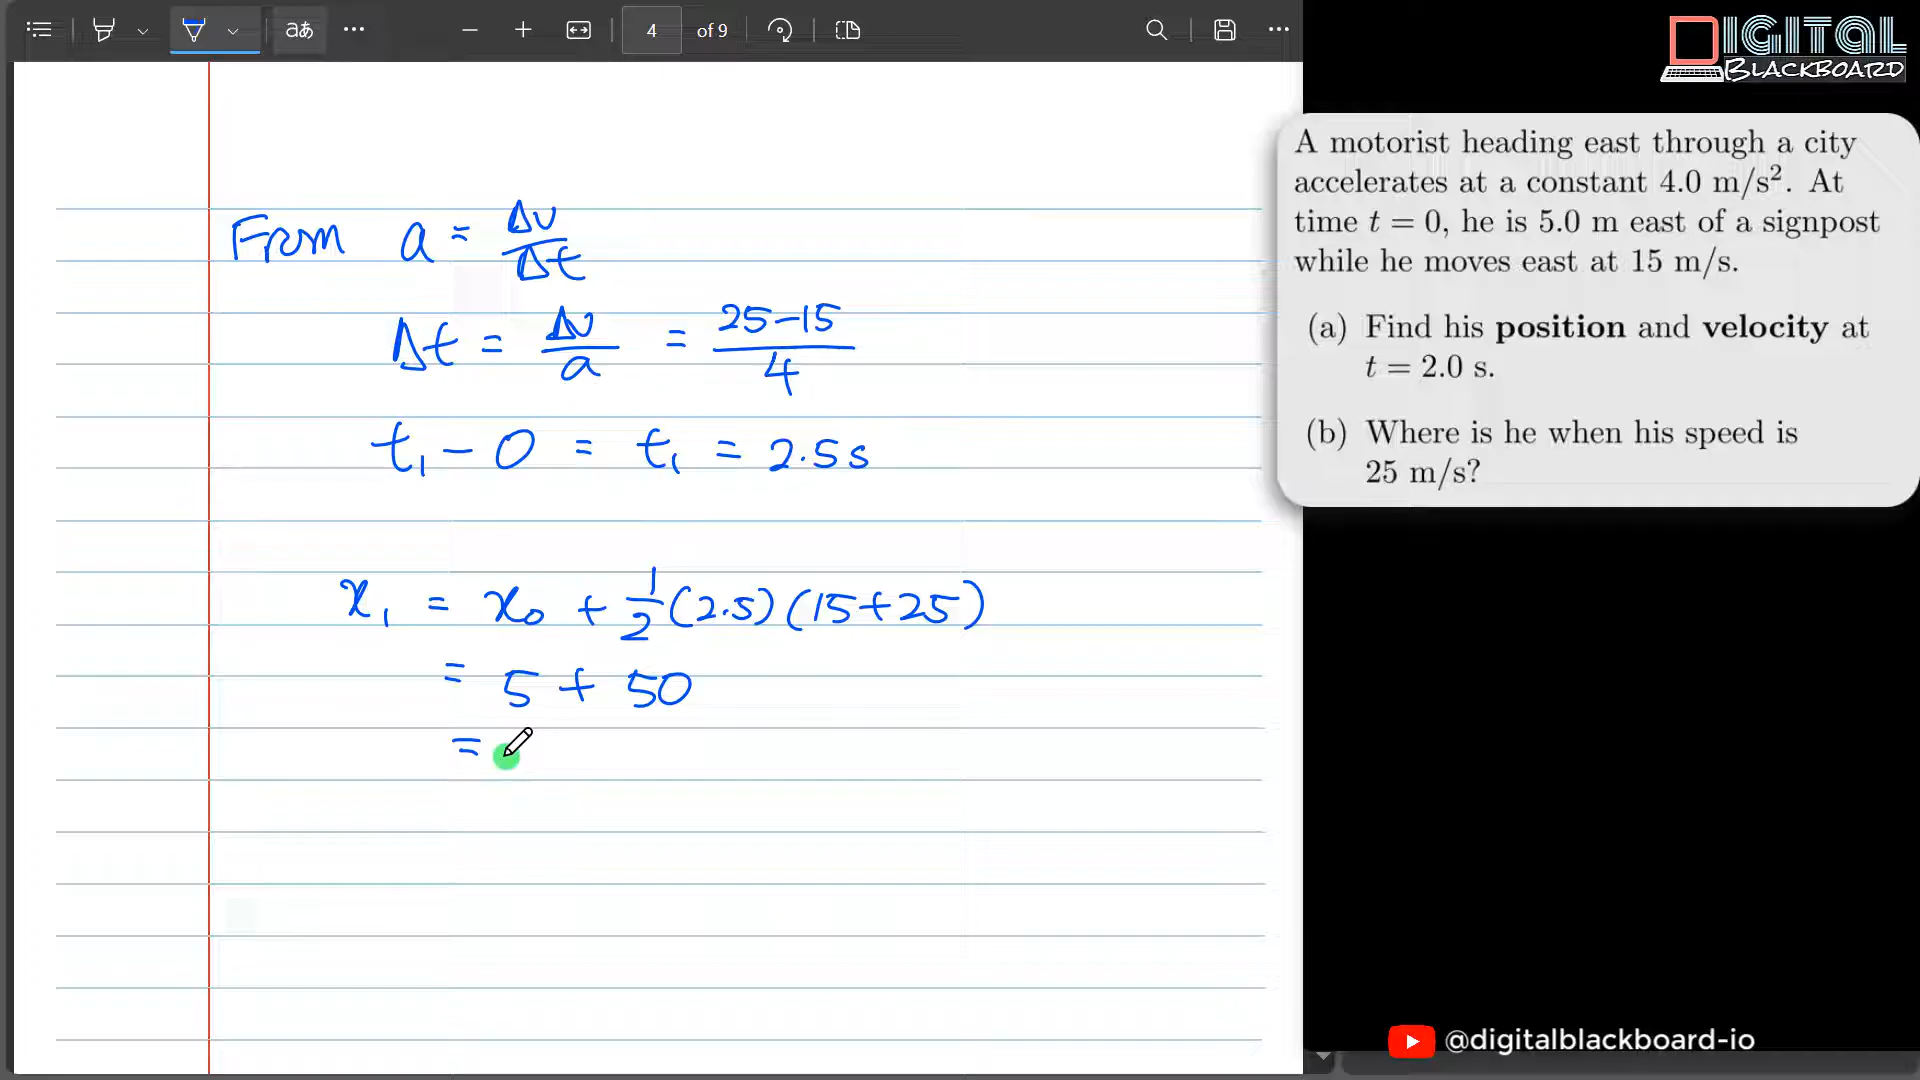 aあ
4 of 9
DIGITAL
BLACKBOARD
A motorist heading east through a city
accelerates at a constant 4.0 m/s². At
time t = 0, he is 5.0 m east of a signpost
while he moves east at 15 m/s.
(a) Find his position and velocity at
t = 2.0 s.
(b) Where is he when his speed is
25 m/s?
From a = Δv/Δt
Δt = Δv/a = 25-15/4
t₁ - 0 = t₁ = 2.5s
x₁ = x₀ + 1/2 (2.5)(15+25)
= 5 + 50
=
@digitalblackboard-io